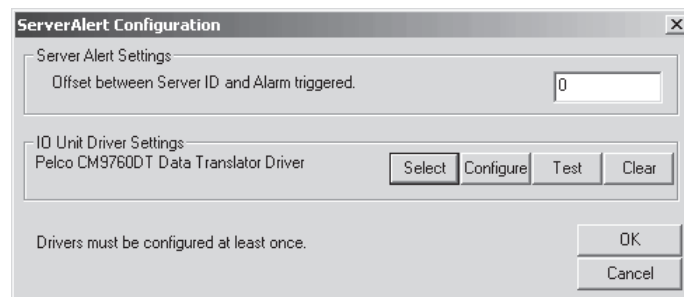 ServerAlert Configuration
Server Alert Settings
Offset between Server ID and Alarm triggered.
0
IO Unit Driver Settings
Pelco CM9760DT Data Translator Driver
Select Configure Test Clear
Drivers must be configured at least once.
OK
Cancel